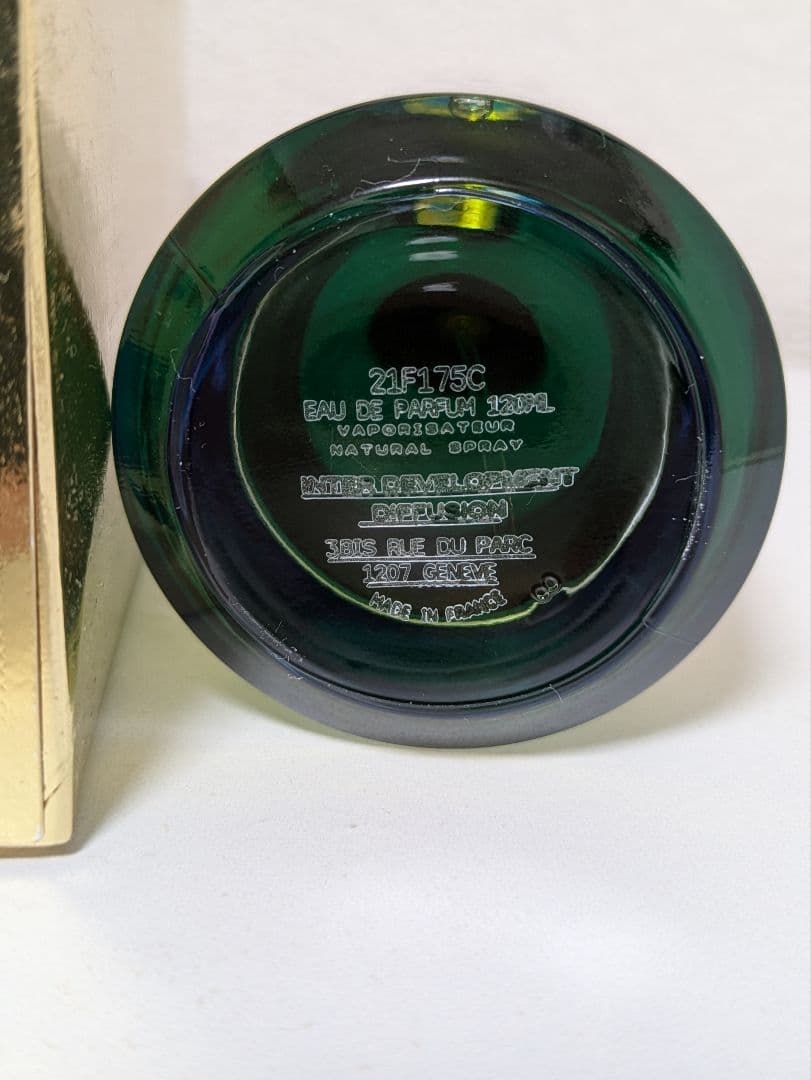 21F175C
EAU DE PARFUM 120ML
VAPORISATEUR
NATURAL SPRAY
INTER DEVELOPMENT
DIFFUSION
3BIS RUE DU PARC
1207 GENEVE
MADE IN FRANCE